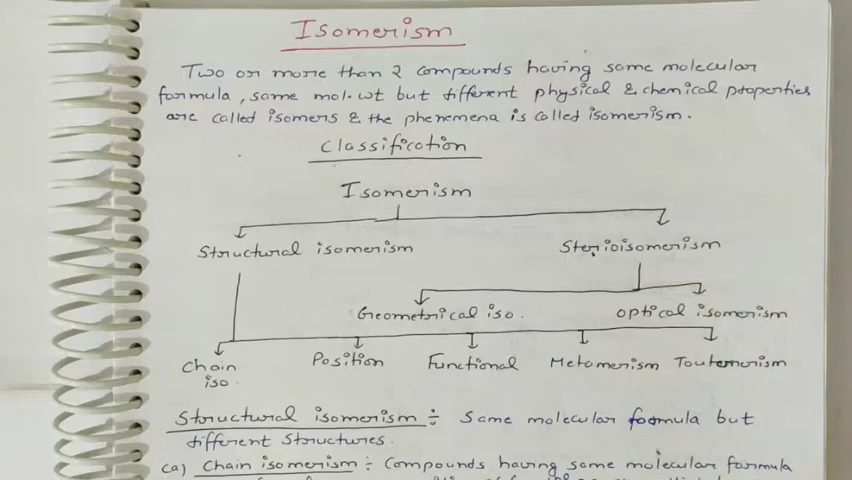 Isomerism
Two or more than 2 compounds having same molecular
formula, same mol. wt but different physical & chemical properties
are called isomers & the phenemena is called isomerism.
Classification
Isomerism
Structural isomerism Sterioisomerism
Geometrical iso. Optical isomerism
Chain Position Functional Metamerism Toutemerism
iso.
Structural isomerism ÷ Same molecular formula but
different structures.
(a) Chain isomerism ÷ Compounds having same molecular formula